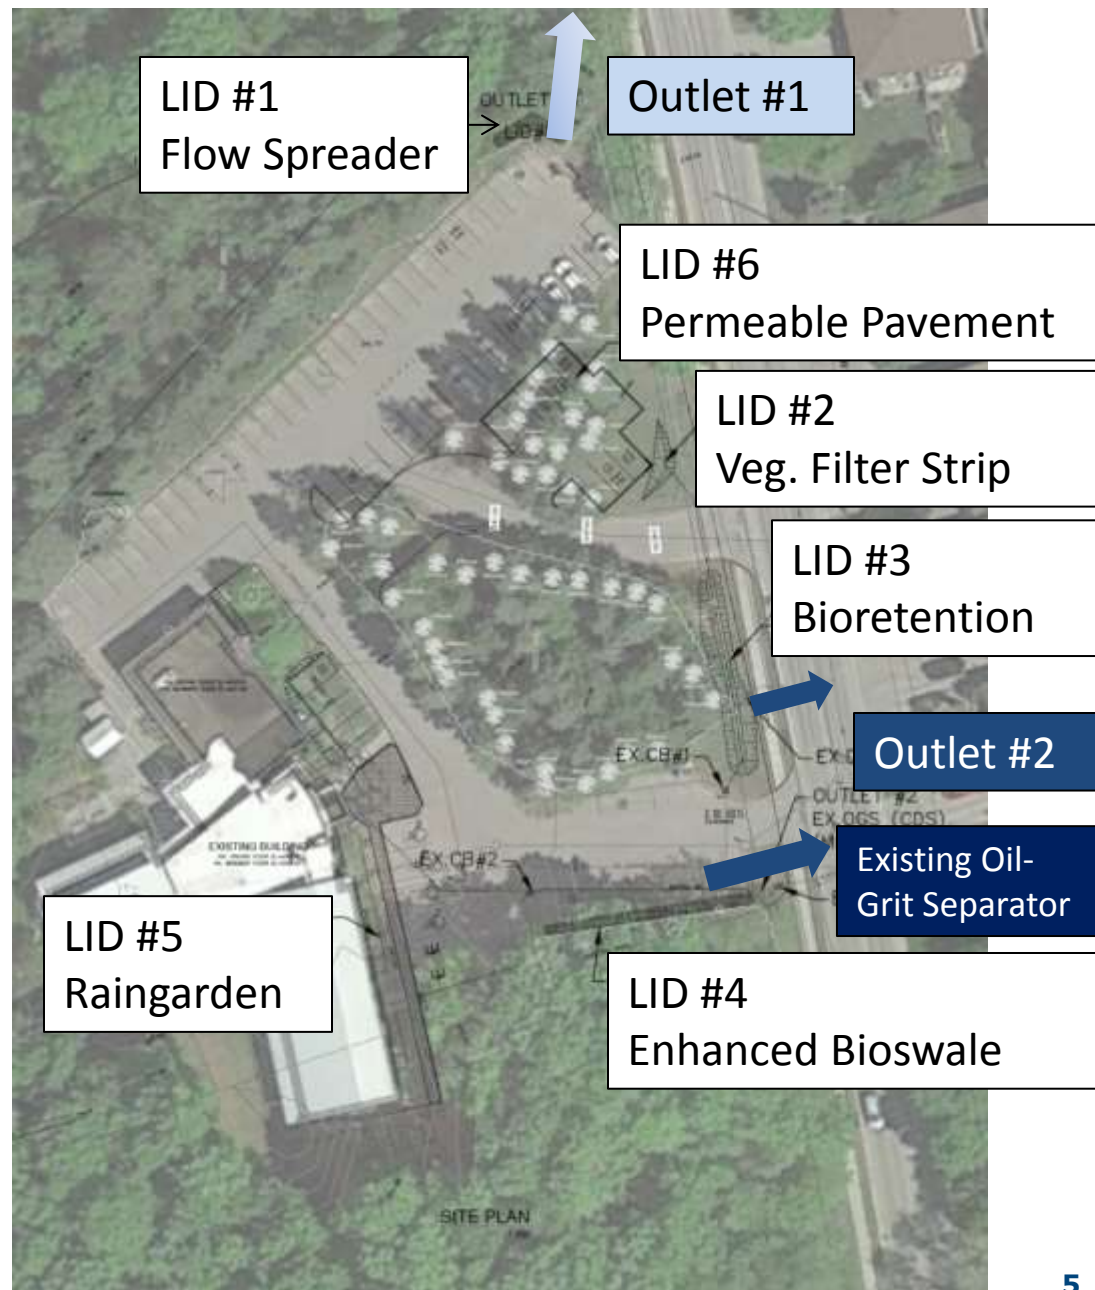 LID #1
Flow Spreader
OUTLET
Outlet #1
LID #6
Permeable Pavement
LID #2
Veg. Filter Strip
LID #3
Bioretention
EX.CB#1
Outlet #2
OUTLET #2
EX.OGS (CDS)
EXISTING BUILDING
EX.CB#2
Existing Oil-
Grit Separator
LID #5
Raingarden
LID #4
Enhanced Bioswale
SITE PLAN
5